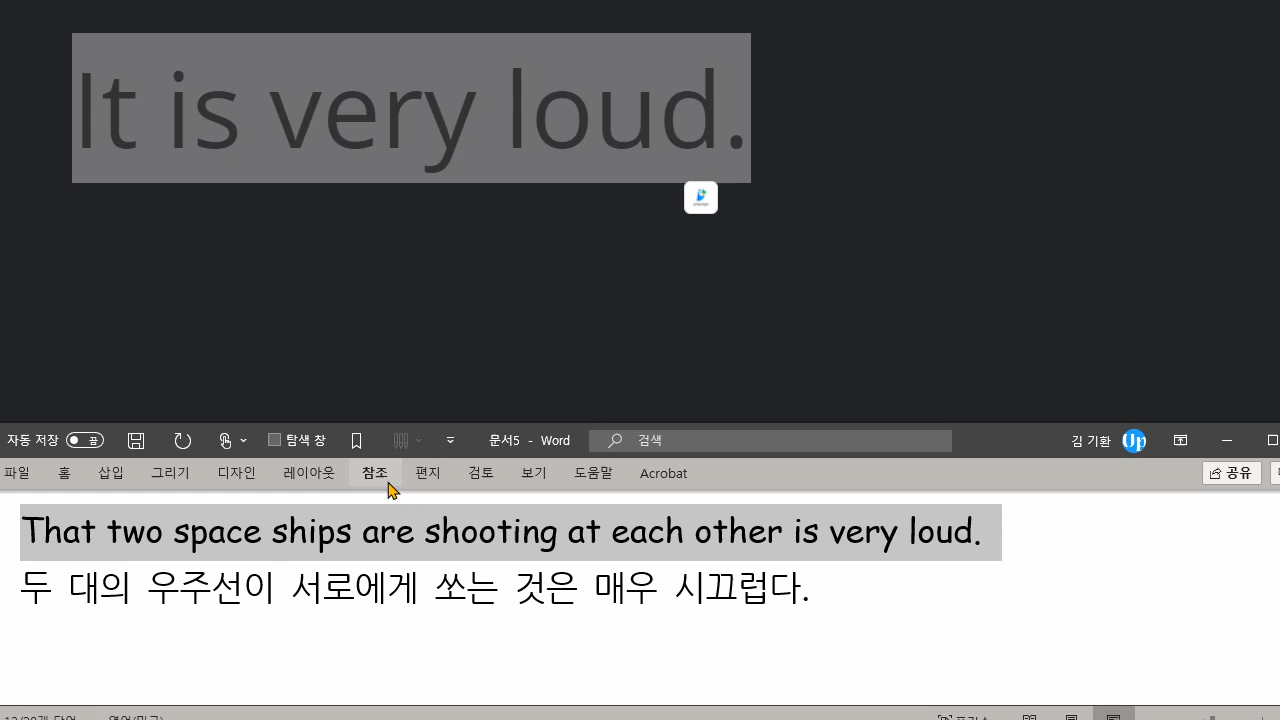 It is very loud.
자동 저장 끔 탐색 창 문서5 - Word 검색 김 기환 Up
파일 홈 삽입 그리기 디자인 레이아웃 참조 편지 검토 보기 도움말 Acrobat 공유
That two space ships are shooting at each other is very loud.
두 대의 우주선이 서로에게 쏘는 것은 매우 시끄럽다.